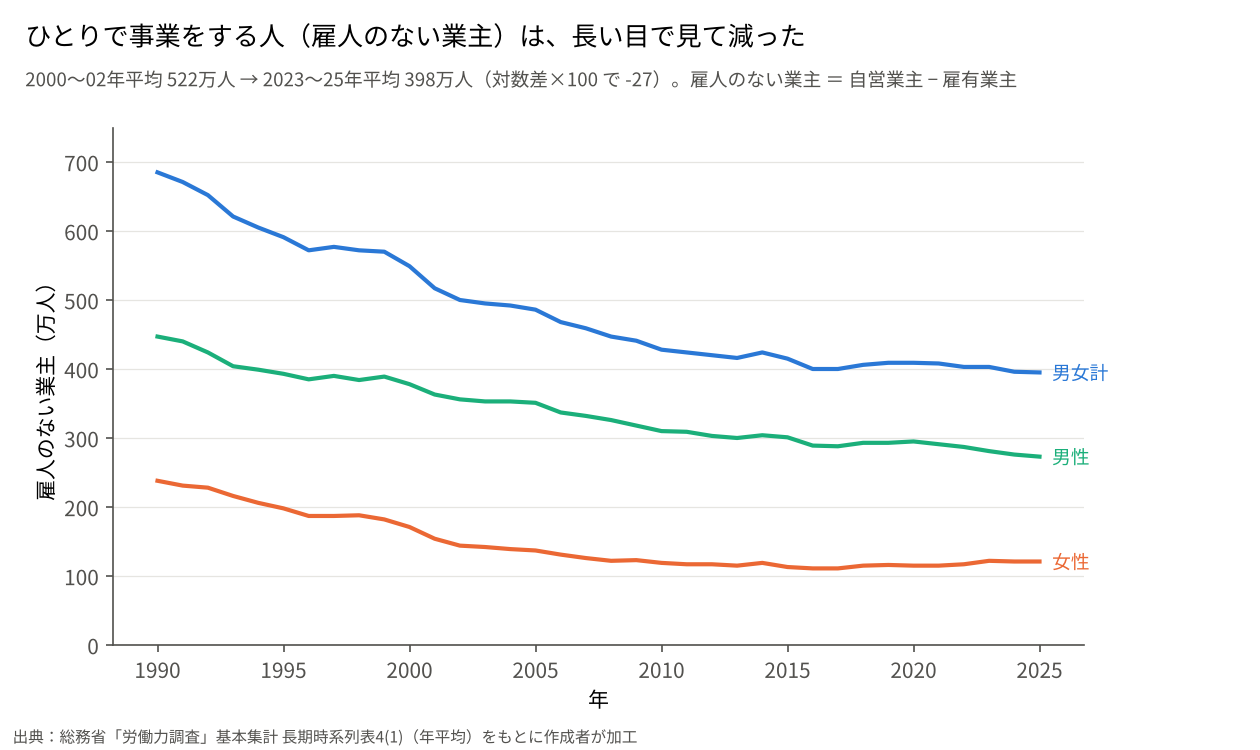 ひとりで事業をする人（雇人のない業主）は、長い目で見て減った
2000〜02年平均 522万人 → 2023〜25年平均 398万人（対数差×100 で -27）。雇人のない業主 ＝ 自営業主 − 雇有業主
雇人のない業主（万人）
700
600
500
400
300
200
100
0
男女計
男性
女性
1990 1995 2000 2005 2010 2015 2020 2025
年
出典：総務省「労働力調査」基本集計 長期時系列表4(1)（年平均）をもとに作成者が加工